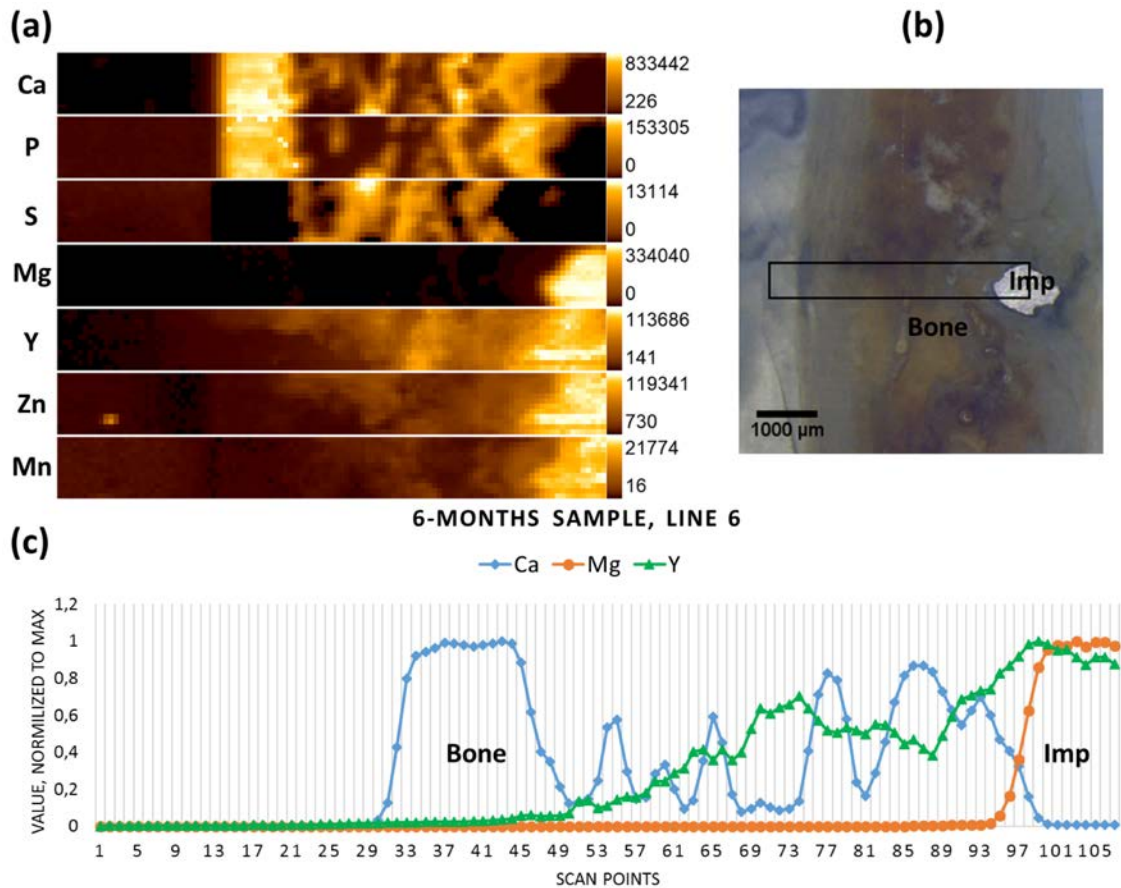 (a)
(b)
Ca
833442
226
P
153305
0
S
13114
0
Mg
334040
0
Y
113686
141
Zn
119341
730
Mn
21774
16
Imp
Bone
1000 µm
6-MONTHS SAMPLE, LINE 6
(c)
Ca Mg Y
VALUE, NORMILIZED TO MAX
1,2
1
0,8
0,6
0,4
0,2
0
Bone
Imp
1 5 9 13 17 21 25 29 33 37 41 45 49 53 57 61 65 69 73 77 81 85 89 93 97 101 105
SCAN POINTS